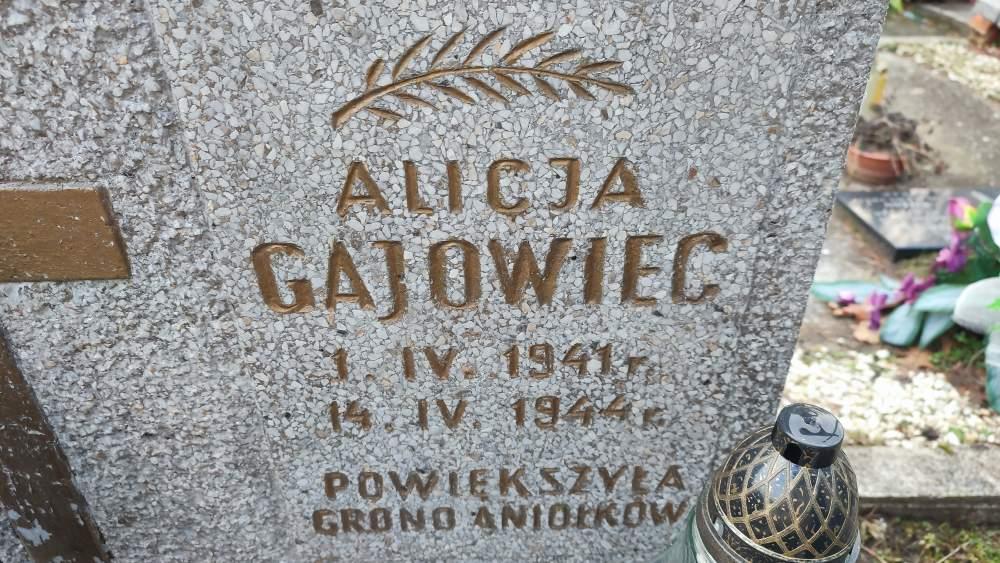 ALICJA
GAJOWIEC
1. IV. 1941 r.
14. IV. 1944 r.
POWIĘKSZYŁA
GRONO ANIOŁKÓW